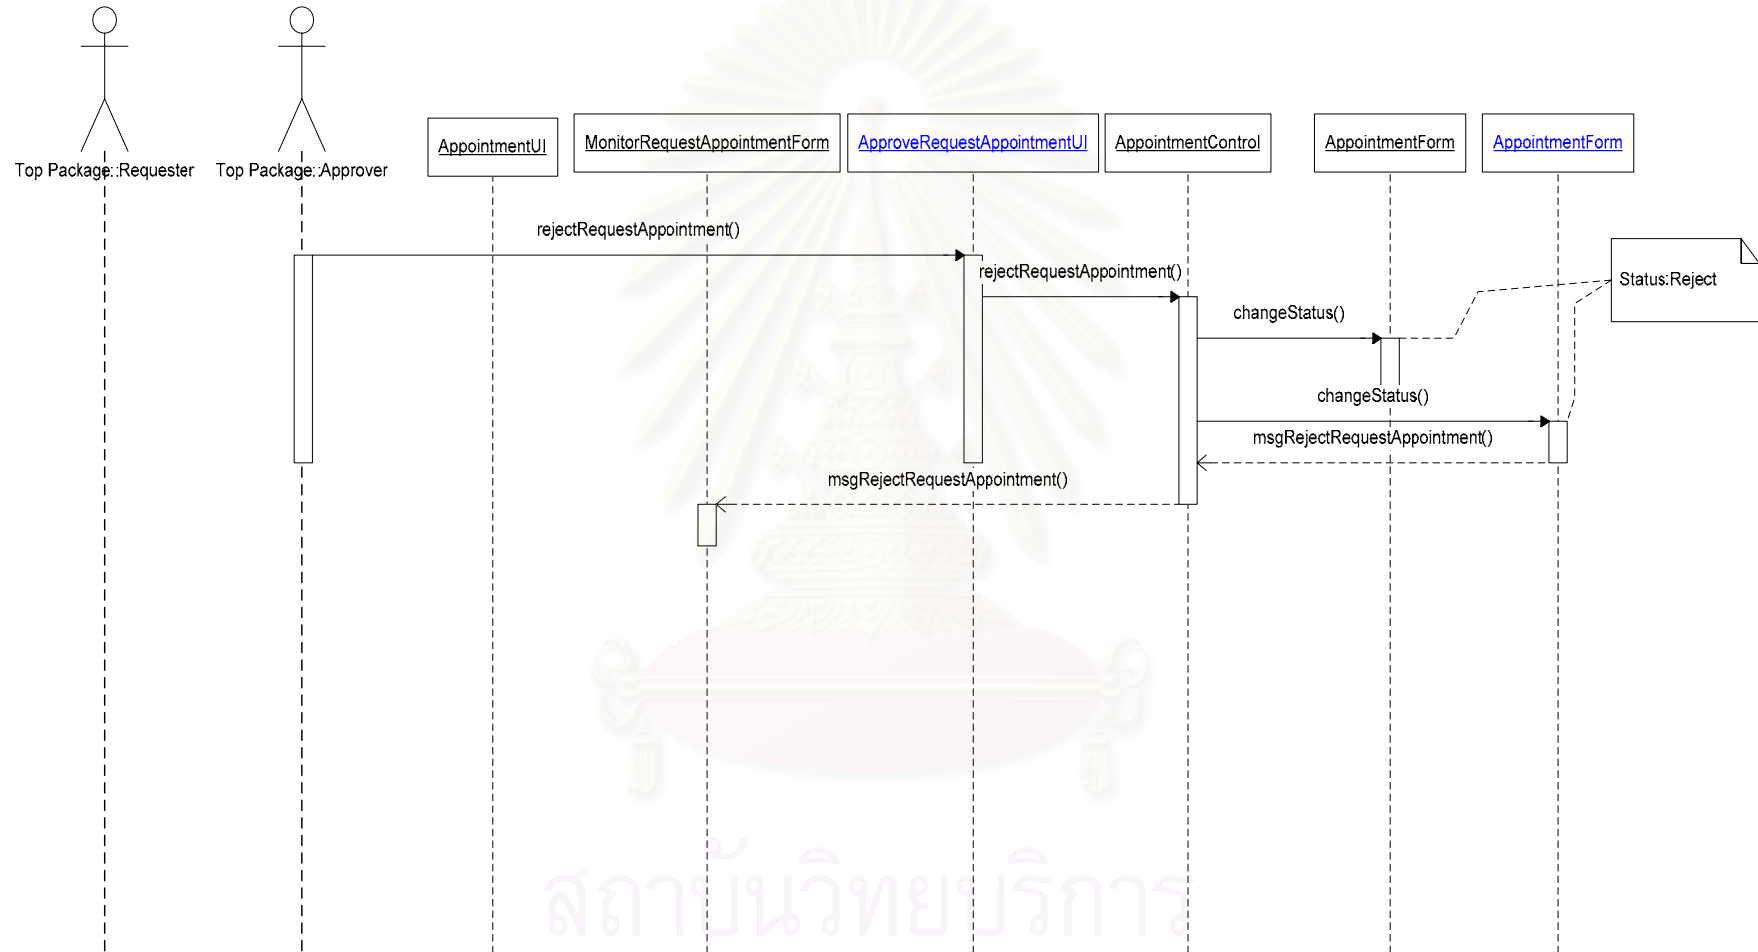 Top Package::Requester
Top Package::Approver
AppointmentUI
MonitorRequestAppointmentForm
ApproveRequestAppointmentUI
AppointmentControl
AppointmentForm
AppointmentForm
rejectRequestAppointment()
rejectRequestAppointment()
Status:Reject
changeStatus()
changeStatus()
msgRejectRequestAppointment()
msgRejectRequestAppointment()
สถาบันวิทยบริการ